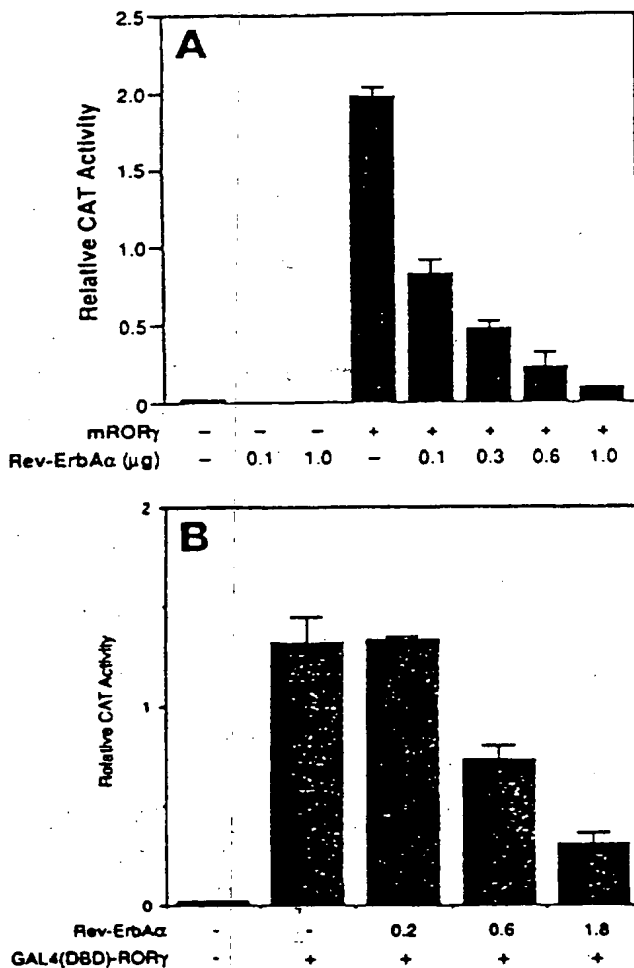 A
Relative CAT Activity
2.5
2.0
1.5
1.0
0.5
0
mRORγ - - - + + + + +
Rev-ErbAα (μg) - 0.1 1.0 - 0.1 0.3 0.6 1.0
B
Relative CAT Activity
2
1
0
Rev-ErbAα - - 0.2 0.6 1.8
GAL4(DBD)-RORγ - + + + +